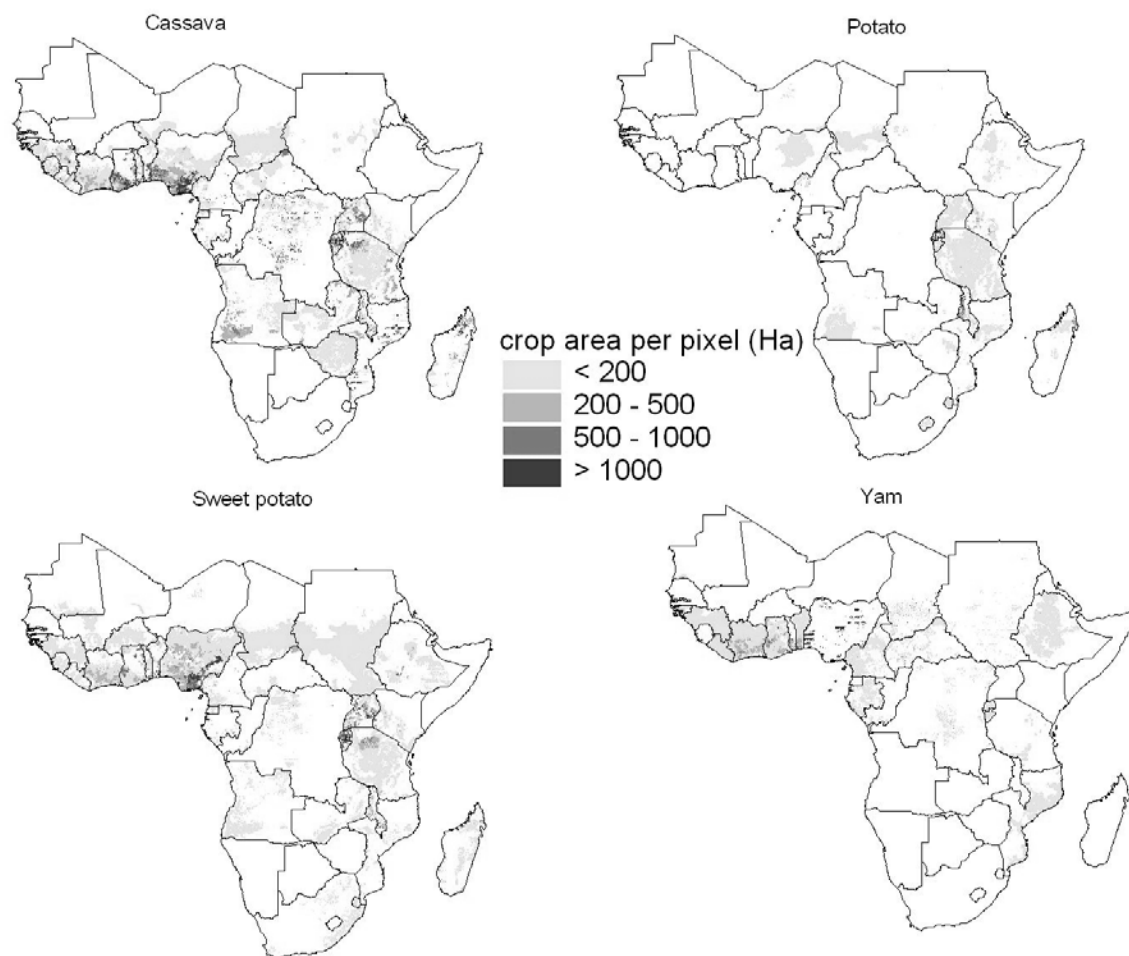 Cassava
Potato
crop area per pixel (Ha)
< 200
200 - 500
500 - 1000
> 1000
Sweet potato
Yam